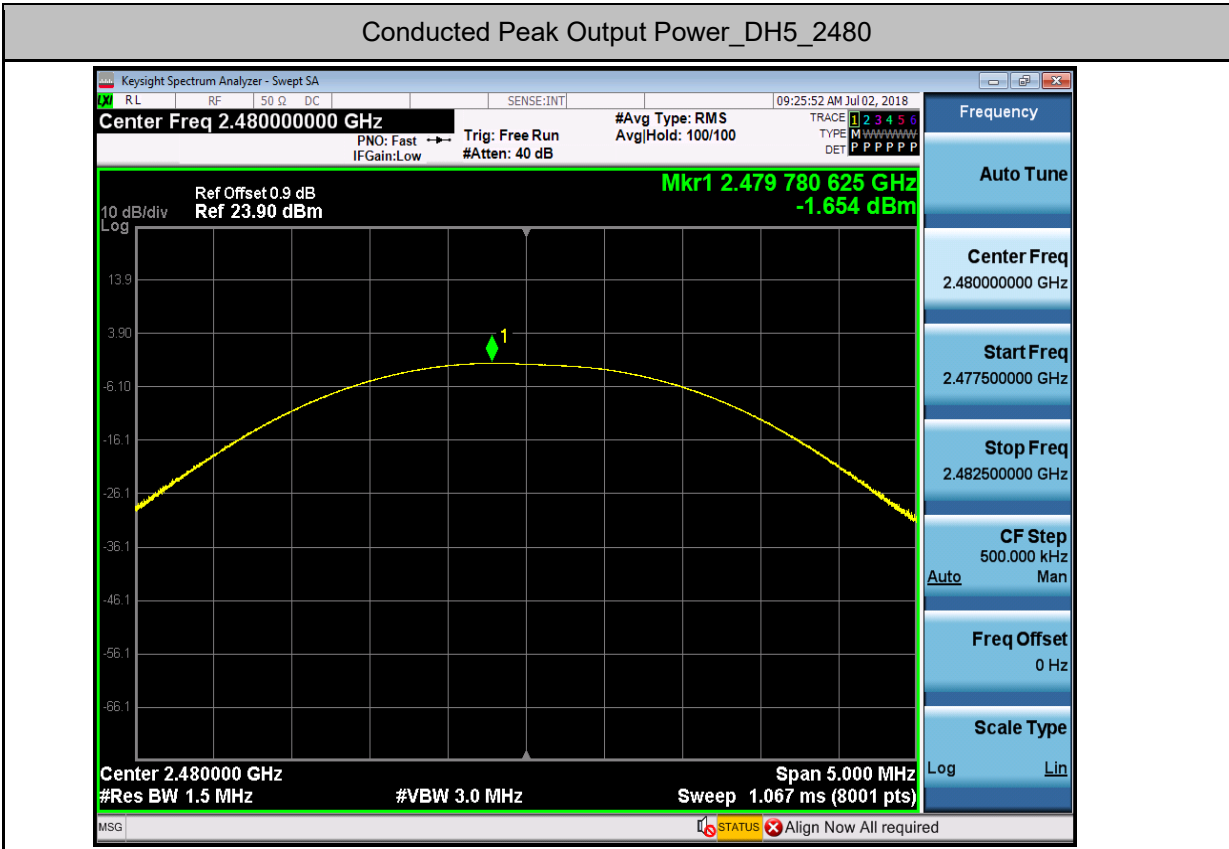 Conducted Peak Output Power_DH5_2480
Keysight Spectrum Analyzer - Swept SA
LXI RL RF 50 Ω DC SENSE:INT 09:25:52 AM Jul 02, 2018
Center Freq 2.480000000 GHz
PNO: Fast
IFGain:Low
Trig: Free Run
#Atten: 40 dB
#Avg Type: RMS
Avg|Hold: 100/100
TRACE 1 2 3 4 5 6
TYPE M WWWWW
DET P P P P P P
Mkr1 2.479 780 625 GHz
-1.654 dBm
Ref Offset 0.9 dB
10 dB/div Ref 23.90 dBm
Log
13.9
3.90
-6.10
-16.1
-26.1
-36.1
-46.1
-56.1
-66.1
1
Center 2.480000 GHz Span 5.000 MHz
#Res BW 1.5 MHz #VBW 3.0 MHz Sweep 1.067 ms (8001 pts)
MSG STATUS Align Now All required
Frequency
Auto Tune
Center Freq
2.480000000 GHz
Start Freq
2.477500000 GHz
Stop Freq
2.482500000 GHz
CF Step
500.000 kHz
Auto Man
Freq Offset
0 Hz
Scale Type
Log Lin